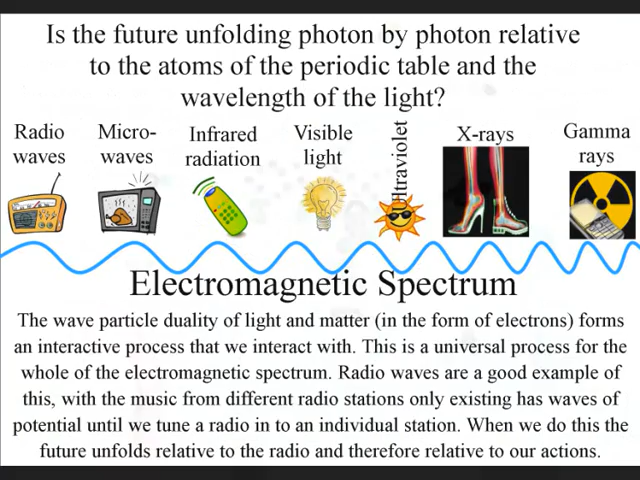 Is the future unfolding photon by photon relative
to the atoms of the periodic table and the
wavelength of the light?
Radio
waves
Micro-
waves
Infrared
radiation
Visible
light
Ultraviolet
X-rays
Gamma
rays
Electromagnetic Spectrum
The wave particle duality of light and matter (in the form of electrons) forms
an interactive process that we interact with. This is a universal process for the
whole of the electromagnetic spectrum. Radio waves are a good example of
this, with the music from different radio stations only existing has waves of
potential until we tune a radio in to an individual station. When we do this the
future unfolds relative to the radio and therefore relative to our actions.